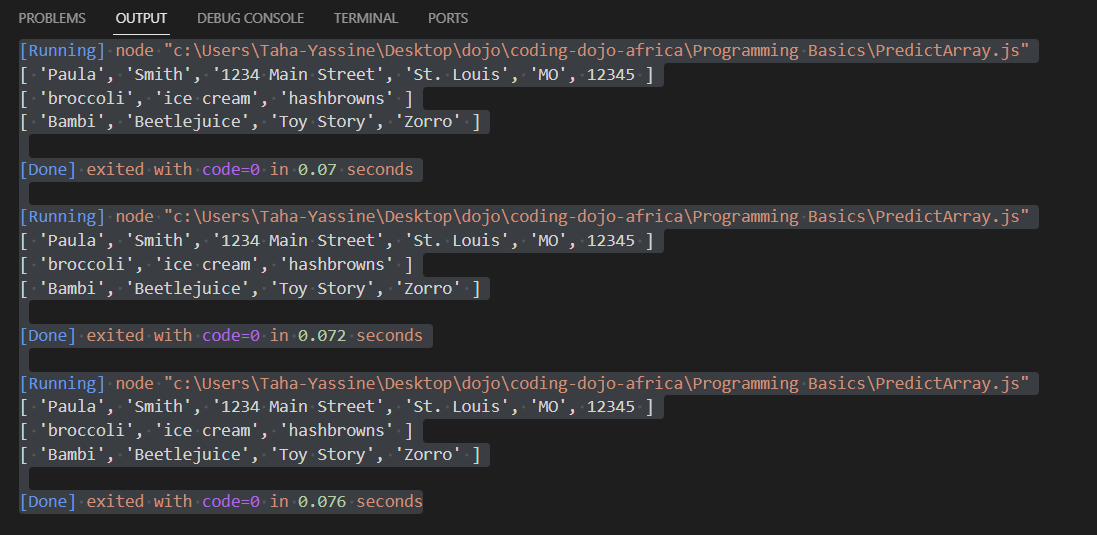 PROBLEMS OUTPUT DEBUG CONSOLE TERMINAL PORTS
[Running] node "c:\Users\Taha-Yassine\Desktop\dojo\coding-dojo-africa\Programming Basics\PredictArray.js"
[ 'Paula', 'Smith', '1234 Main Street', 'St. Louis', 'MO', 12345 ]
[ 'broccoli', 'ice cream', 'hashbrowns' ]
[ 'Bambi', 'Beetlejuice', 'Toy Story', 'Zorro' ]
[Done] exited with code=0 in 0.07 seconds
[Running] node "c:\Users\Taha-Yassine\Desktop\dojo\coding-dojo-africa\Programming Basics\PredictArray.js"
[ 'Paula', 'Smith', '1234 Main Street', 'St. Louis', 'MO', 12345 ]
[ 'broccoli', 'ice cream', 'hashbrowns' ]
[ 'Bambi', 'Beetlejuice', 'Toy Story', 'Zorro' ]
[Done] exited with code=0 in 0.072 seconds
[Running] node "c:\Users\Taha-Yassine\Desktop\dojo\coding-dojo-africa\Programming Basics\PredictArray.js"
[ 'Paula', 'Smith', '1234 Main Street', 'St. Louis', 'MO', 12345 ]
[ 'broccoli', 'ice cream', 'hashbrowns' ]
[ 'Bambi', 'Beetlejuice', 'Toy Story', 'Zorro' ]
[Done] exited with code=0 in 0.076 seconds